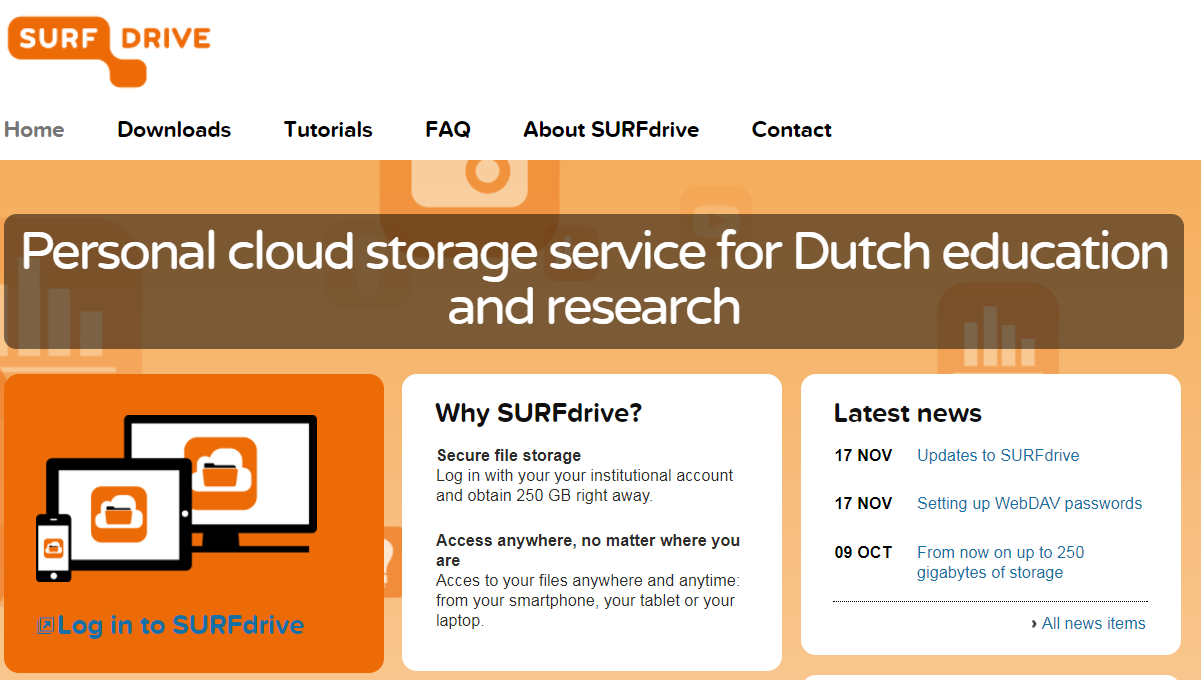 SURF DRIVE
Home Downloads Tutorials FAQ About SURFdrive Contact
Personal cloud storage service for Dutch education
and research
Log in to SURFdrive
Why SURFdrive?
Secure file storage
Log in with your your institutional account
and obtain 250 GB right away.
Access anywhere, no matter where you
are
Acces to your files anywhere and anytime:
from your smartphone, your tablet or your
laptop.
Latest news
17 NOV Updates to SURFdrive
17 NOV Setting up WebDAV passwords
09 OCT From now on up to 250
gigabytes of storage
› All news items